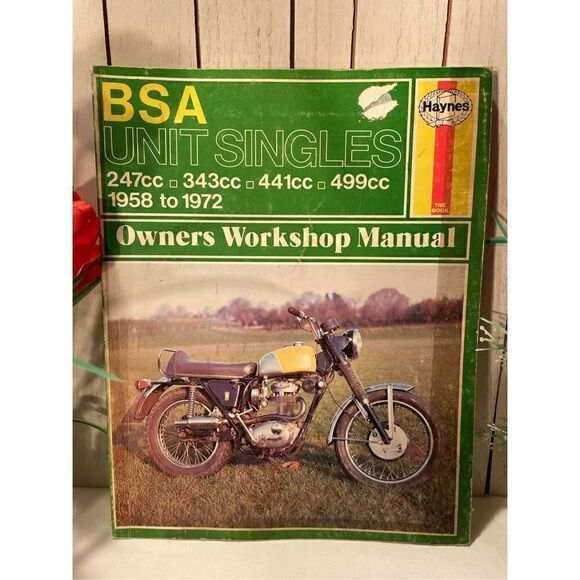 BSA
UNIT SINGLES
247cc ▫ 343cc ▫ 441cc ▫ 499cc
1958 to 1972
Haynes
THE
BOOK
Owners Workshop Manual